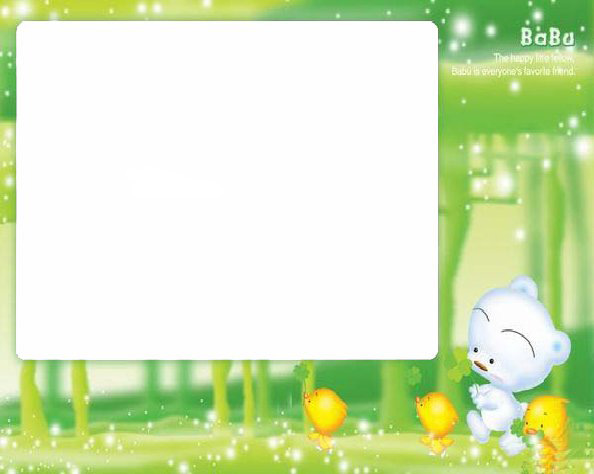 BaBu
The happy little fellow,
Babu is everyone's favorite friend.